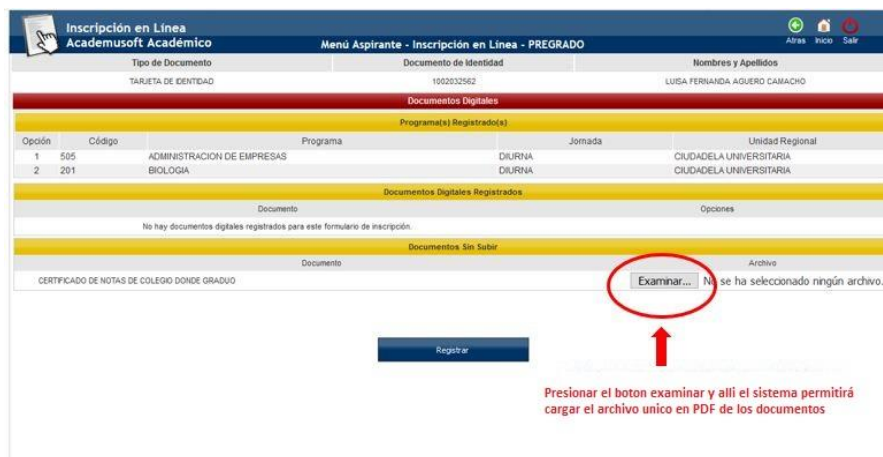 Inscripción en Línea
Academusoft Académico
Menú Aspirante - Inscripción en Línea - PREGRADO
Atras Inicio Salir
Tipo de Documento Documento de Identidad Nombres y Apellidos
TARJETA DE IDENTIDAD 1002032562 LUISA FERNANDA AGUERO CAMACHO
Documentos Digitales
Programa(s) Registrado(s)
Opción Código Programa Jornada Unidad Regional
1 505 ADMINISTRACION DE EMPRESAS DIURNA CIUDADELA UNIVERSITARIA
2 201 BIOLOGIA DIURNA CIUDADELA UNIVERSITARIA
Documentos Digitales Registrados
Documento Opciones
No hay documentos digitales registrados para este formulario de inscripción.
Documentos Sin Subir
Documento Archivo
CERTIFICADO DE NOTAS DE COLEGIO DONDE GRADUO Examinar... No se ha seleccionado ningún archivo.
Registrar
Presionar el boton examinar y alli el sistema permitirá
cargar el archivo unico en PDF de los documentos